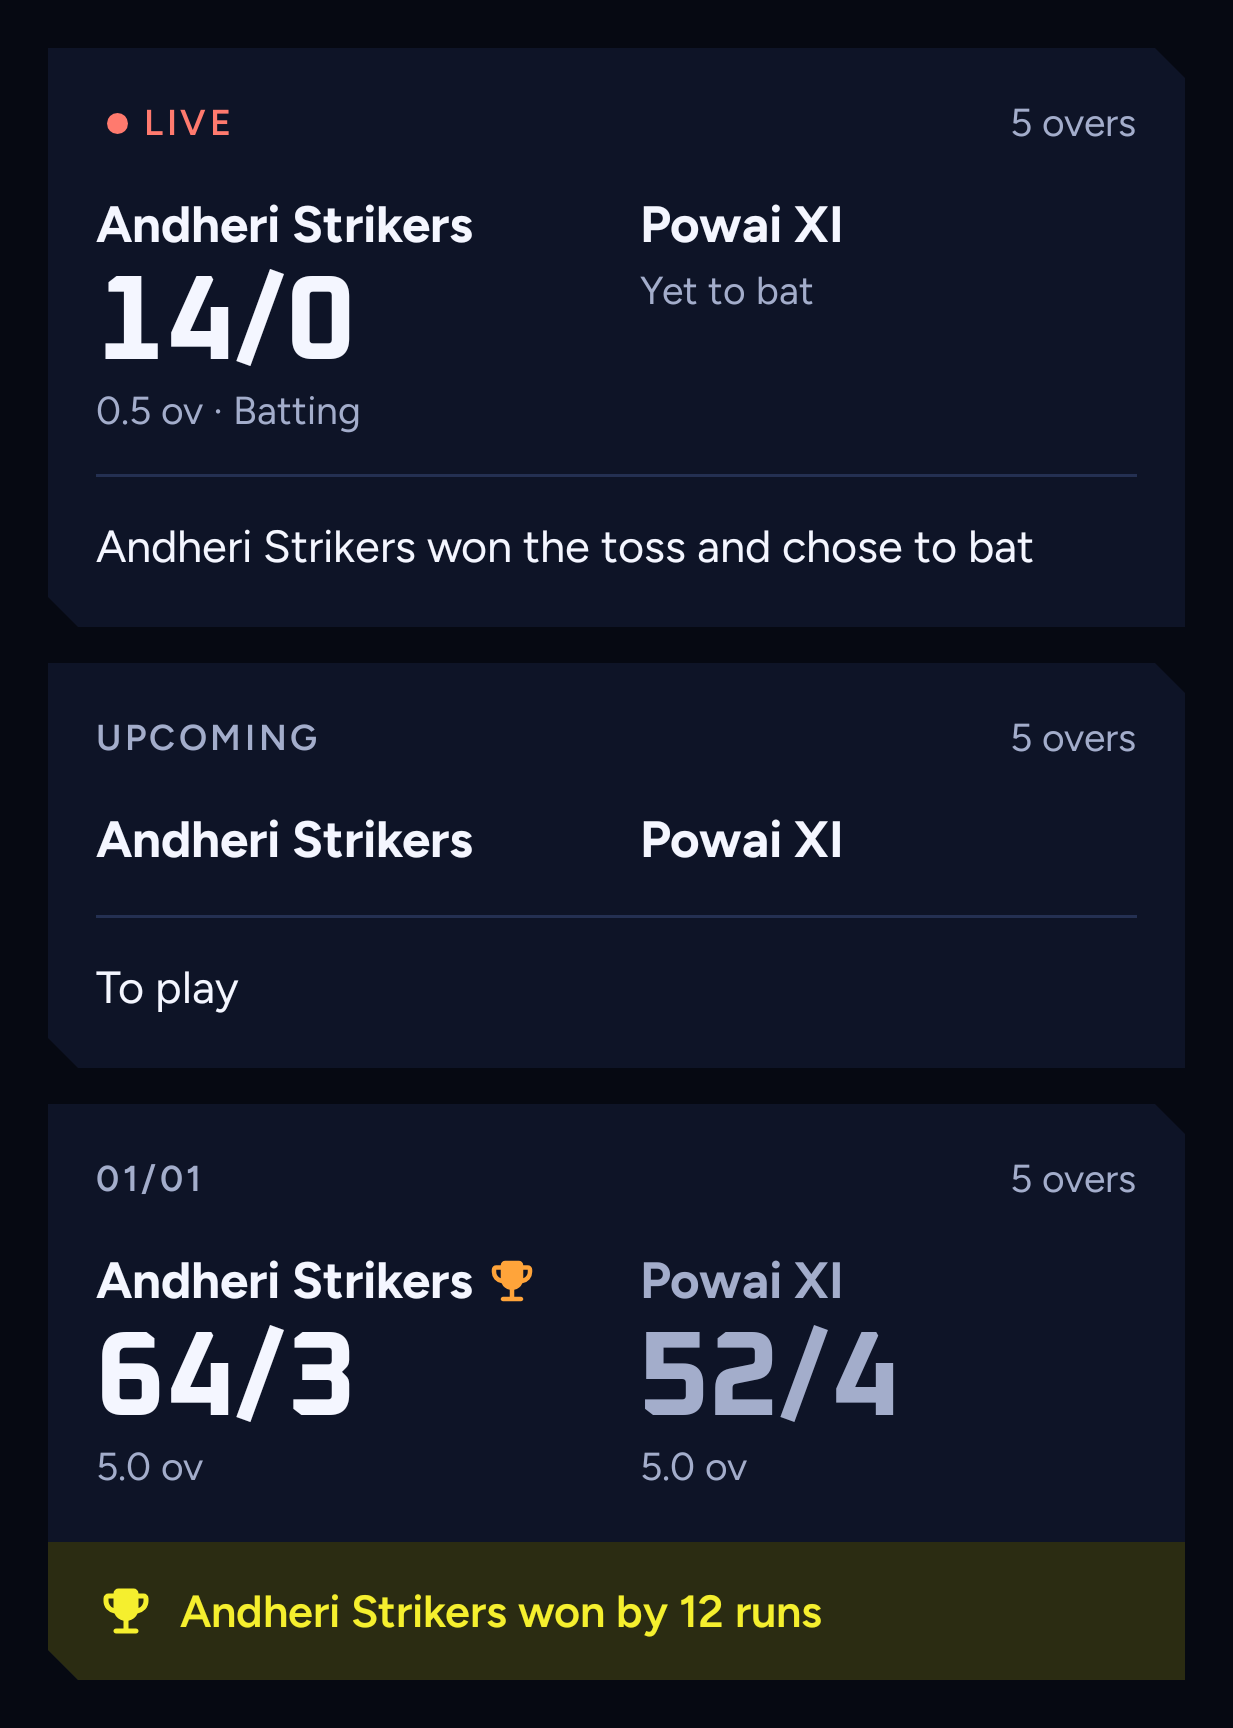 LIVE 5 overs
Andheri Strikers Powai XI
14/0 Yet to bat
0.5 ov · Batting
Andheri Strikers won the toss and chose to bat
UPCOMING 5 overs
Andheri Strikers Powai XI
To play
01/01 5 overs
Andheri Strikers Powai XI
64/3 52/4
5.0 ov 5.0 ov
Andheri Strikers won by 12 runs